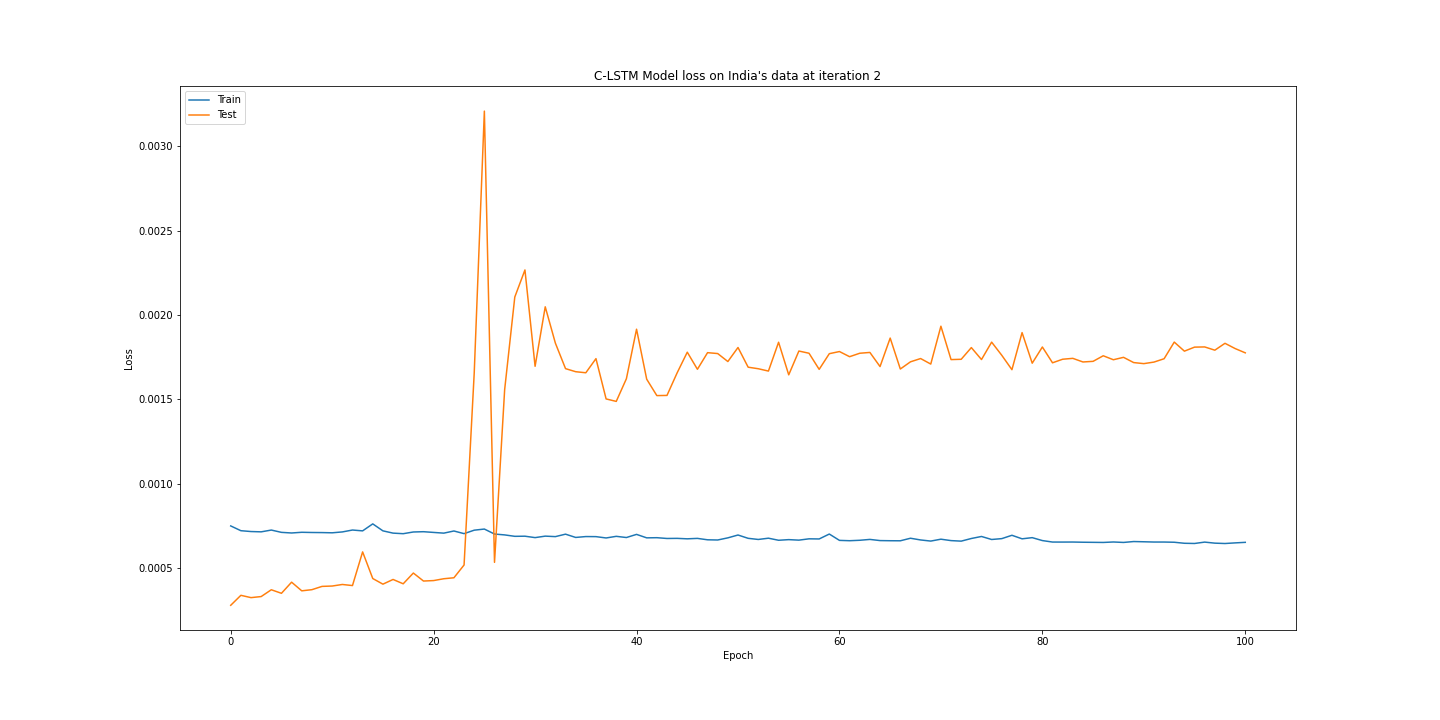 C-LSTM Model loss on India's data at iteration 2
Train
Test
0.0030
0.0025
0.0020
0.0015
0.0010
0.0005
Loss
0 20 40 60 80 100
Epoch